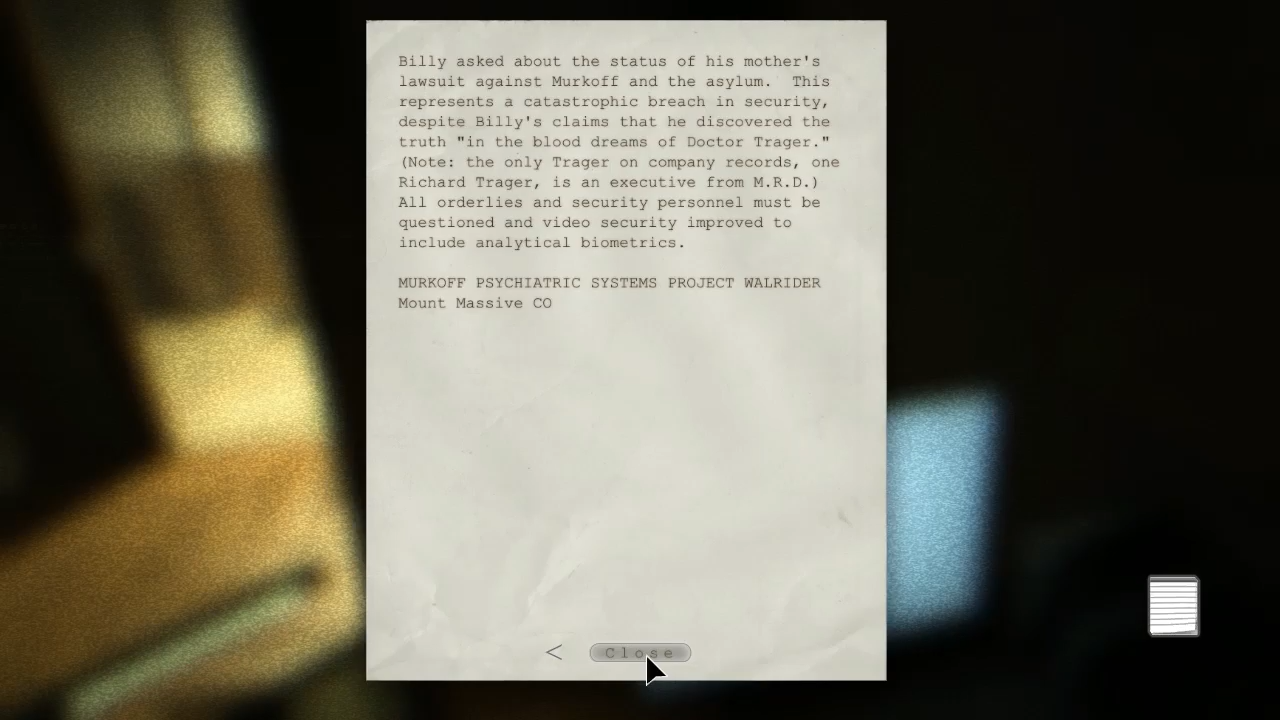 Billy asked about the status of his mother's
lawsuit against Murkoff and the asylum.  This
represents a catastrophic breach in security,
despite Billy's claims that he discovered the
truth "in the blood dreams of Doctor Trager."
(Note: the only Trager on company records, one
Richard Trager, is an executive from M.R.D.)
All orderlies and security personnel must be
questioned and video security improved to
include analytical biometrics.
MURKOFF PSYCHIATRIC SYSTEMS PROJECT WALRIDER
Mount Massive CO
< Close